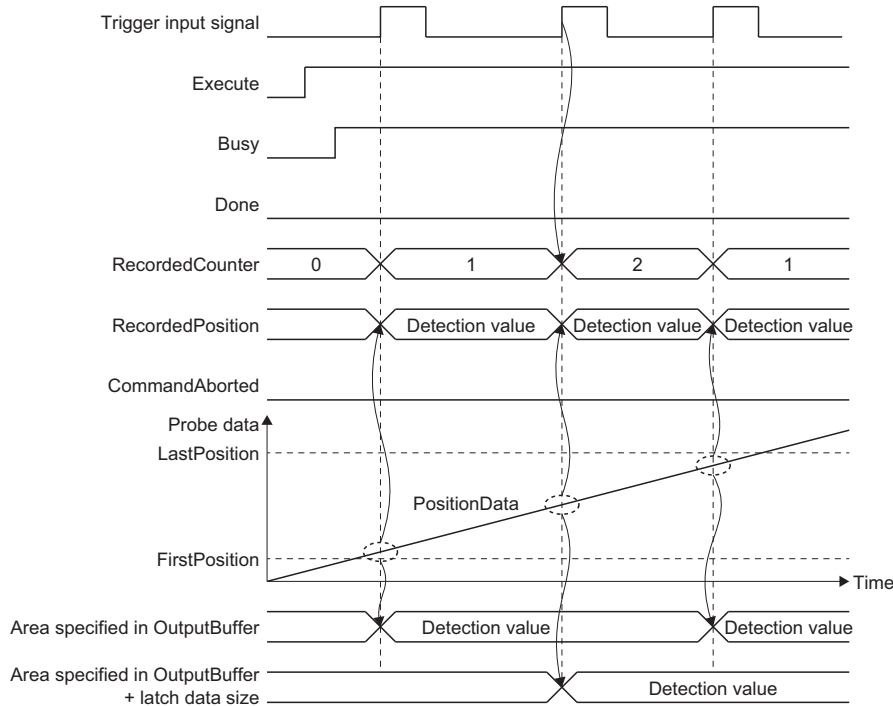 Trigger input signal
Execute
Busy
Done
RecordedCounter
0
1
2
1
RecordedPosition
Detection value
Detection value
Detection value
CommandAborted
Probe data
LastPosition
PositionData
FirstPosition
Time
Area specified in OutputBuffer
Detection value
Detection value
Area specified in OutputBuffer
+ latch data size
Detection value